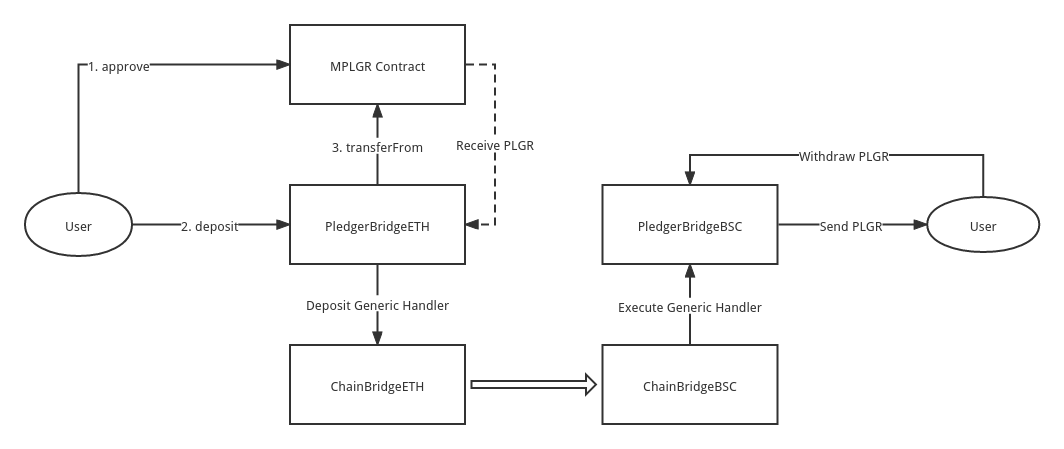 MPLGR Contract
1. approve
3. transferFrom
Receive PLGR
Withdraw PLGR
User
2. deposit
PledgerBridgeETH
PledgerBridgeBSC
Send PLGR
User
Deposit Generic Handler
Execute Generic Handler
ChainBridgeETH
ChainBridgeBSC